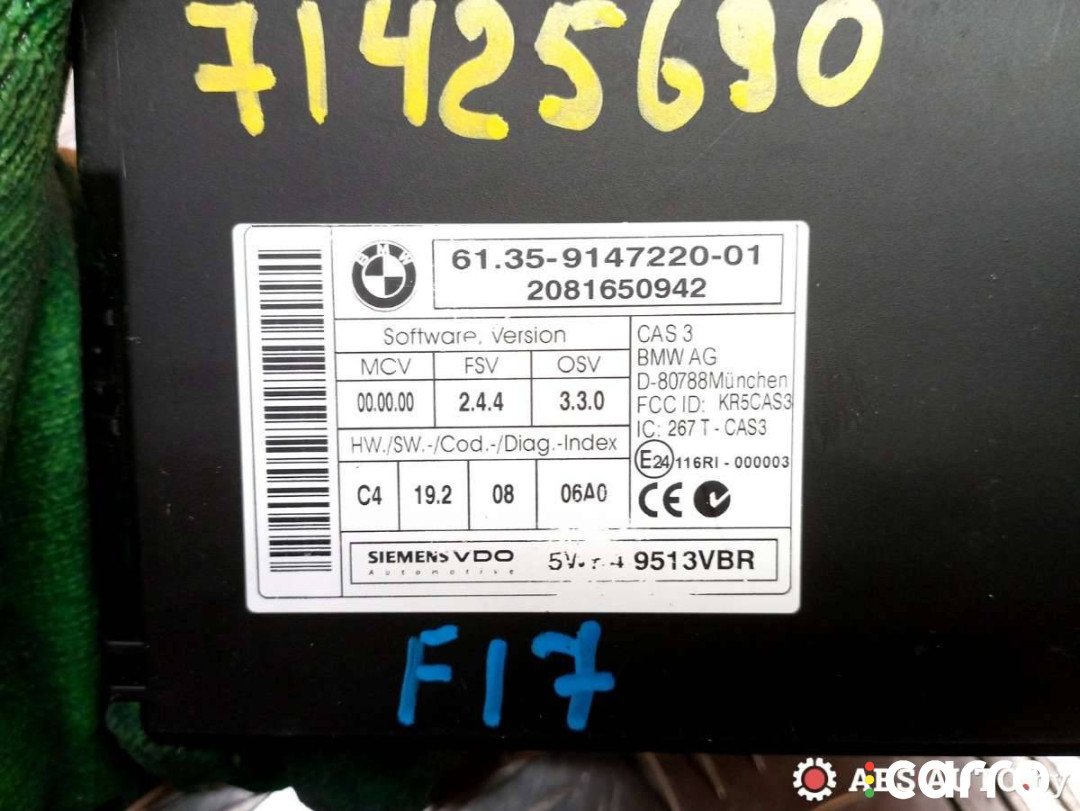 71425690
BMW
61.35-9147220-01
2081650942
Software, Version
MCV FSV OSV
00.00.00 2.4.4 3.3.0
HW./SW.-/Cod.-/Diag.-Index
C4 19.2 08 06A0
CAS 3
BMW AG
D-80788München
FCC ID: KR5CAS3
IC: 267 T - CAS3
E24 116RI - 000003
CE
SIEMENS VDO
Automotive
9513VBR
F17
carro